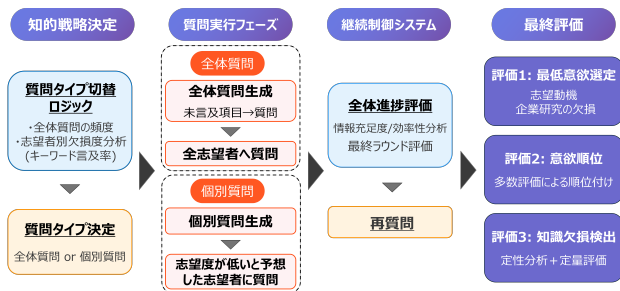 知的戦略決定
質問タイプ切替
ロジック
・全体質問の頻度
・志望者別欠損度分析
(キーワード言及率)
質問タイプ決定
全体質問 or 個別質問
質問実行フェーズ
全体質問
全体質問生成
未言及項目→質問
全志望者へ質問
個別質問
個別質問生成
志望度が低いと予想
した志望者に質問
継続制御システム
全体進捗評価
情報充足度/効率性分析
最終ラウンド評価
再質問
最終評価
評価1: 最低意欲選定
志望動機
企業研究の欠損
評価2: 意欲順位
多数評価による順位付け
評価3: 知識欠損検出
定性分析+定量評価